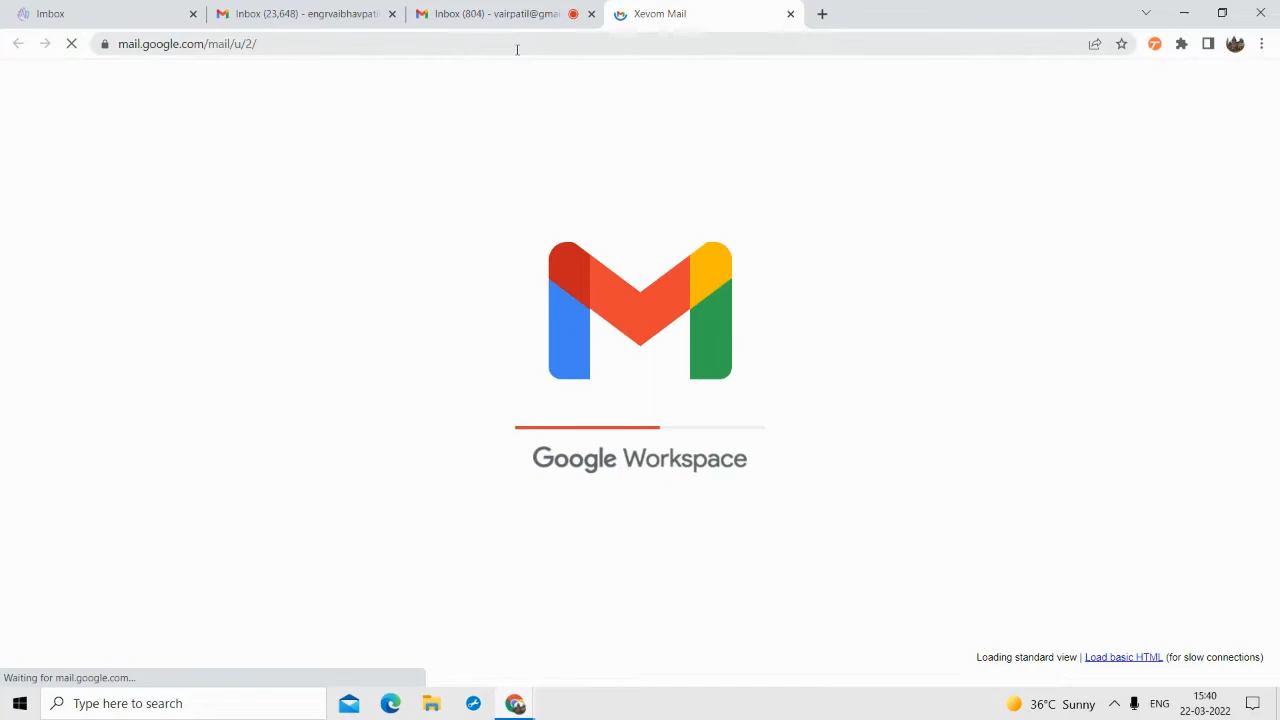 Imbox
Inbox (23,648) - engrvaibhavpatil
Inbox (804) - vairpatil@gma
Xevom Mail
mail.google.com/mail/u/2/
Google Workspace
Loading standard view | Load basic HTML (for slow connections)
Waiting for mail.google.com...
Type here to search
36°C Sunny
ENG
15:40
22-03-2022